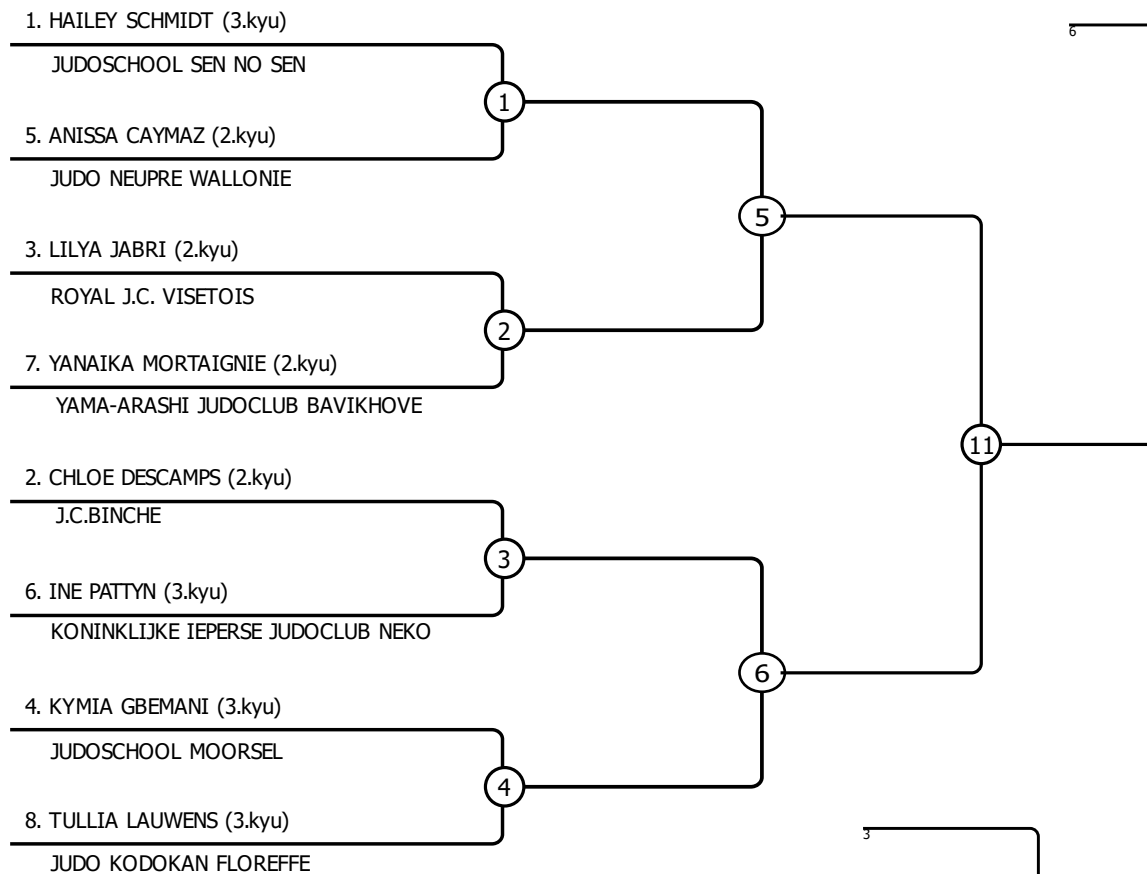 1. HAILEY SCHMIDT (3.kyu)
JUDOSCHOOL SEN NO SEN
1
5. ANISSA CAYMAZ (2.kyu)
JUDO NEUPRE WALLONIE
5
3. LILYA JABRI (2.kyu)
ROYAL J.C. VISETOIS
2
7. YANAIKA MORTAIGNIE (2.kyu)
YAMA-ARASHI JUDOCLUB BAVIKHOVE
11
2. CHLOE DESCAMPS (2.kyu)
J.C.BINCHE
3
6. INE PATTYN (3.kyu)
KONINKLIJKE IEPERSE JUDOCLUB NEKO
6
4. KYMIA GBEMANI (3.kyu)
JUDOSCHOOL MOORSEL
4
8. TULLIA LAUWENS (3.kyu)
JUDO KODOKAN FLOREFFE
6
3